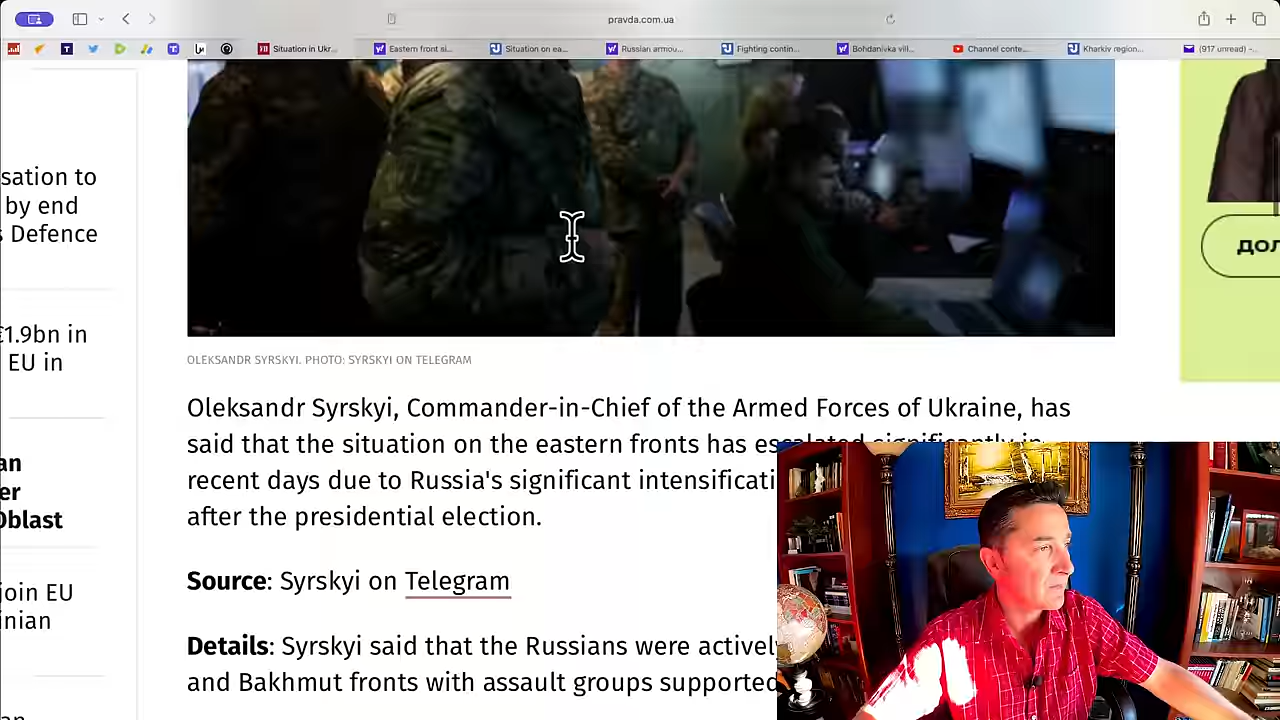 pravda.com.ua
Situation in Ukr...
Eastern front si...
Situation on ea...
Russian armou...
Fighting contin...
Bohdanivka vill...
Channel conte...
Kharkiv region...
(917 unread) -...
sation to
by end
s Defence
€1.9bn in
EU in
an
er
Oblast
join EU
inian
ДОЛ
OLEKSANDR SYRSKYI. PHOTO: SYRSKYI ON TELEGRAM
Oleksandr Syrskyi, Commander-in-Chief of the Armed Forces of Ukraine, has
said that the situation on the eastern fronts has escalated significantly in
recent days due to Russia's significant intensificati
after the presidential election.
Source: Syrskyi on Telegram
Details: Syrskyi said that the Russians were actively
and Bakhmut fronts with assault groups supported